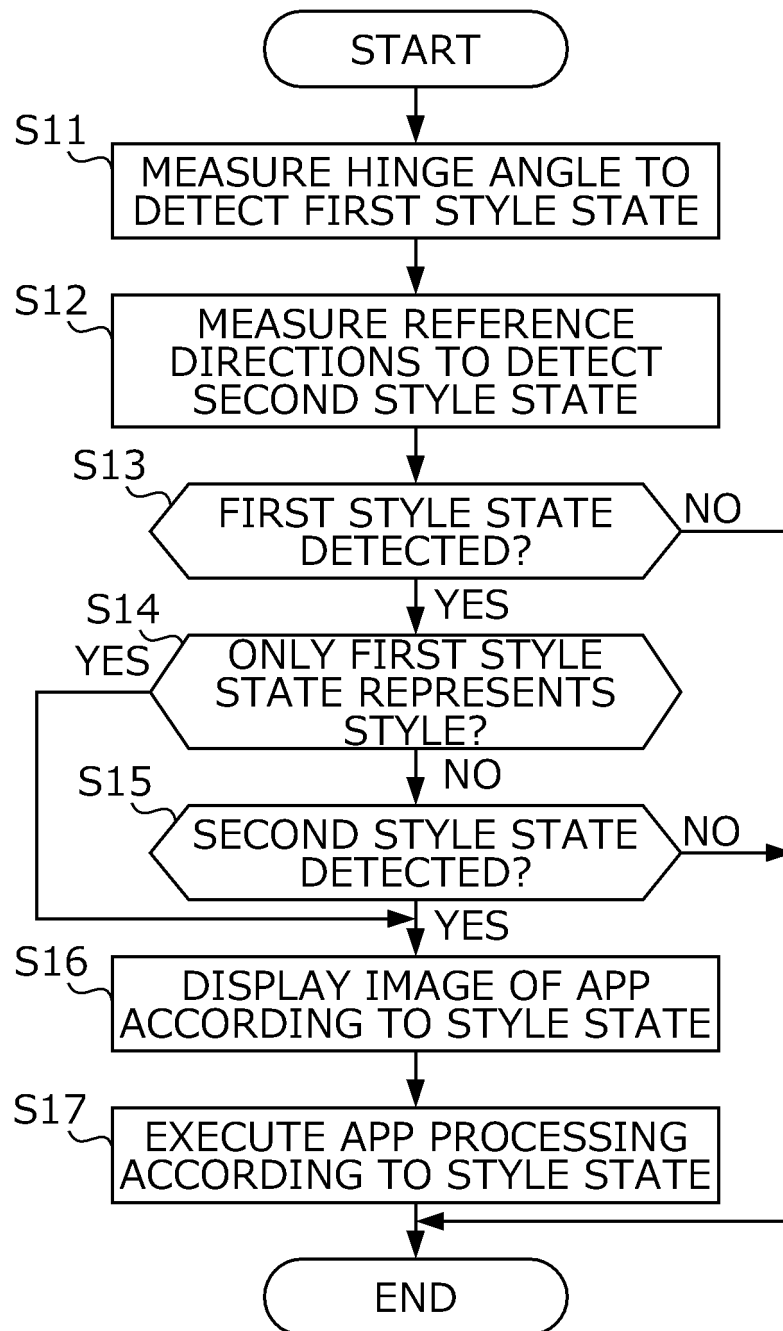 START
S11
MEASURE HINGE ANGLE TO
DETECT FIRST STYLE STATE
S12
MEASURE REFERENCE
DIRECTIONS TO DETECT
SECOND STYLE STATE
S13
FIRST STYLE STATE
DETECTED?
NO
YES
S14
YES
ONLY FIRST STYLE
STATE REPRESENTS
STYLE?
NO
S15
SECOND STYLE STATE
DETECTED?
NO
YES
S16
DISPLAY IMAGE OF APP
ACCORDING TO STYLE STATE
S17
EXECUTE APP PROCESSING
ACCORDING TO STYLE STATE
END